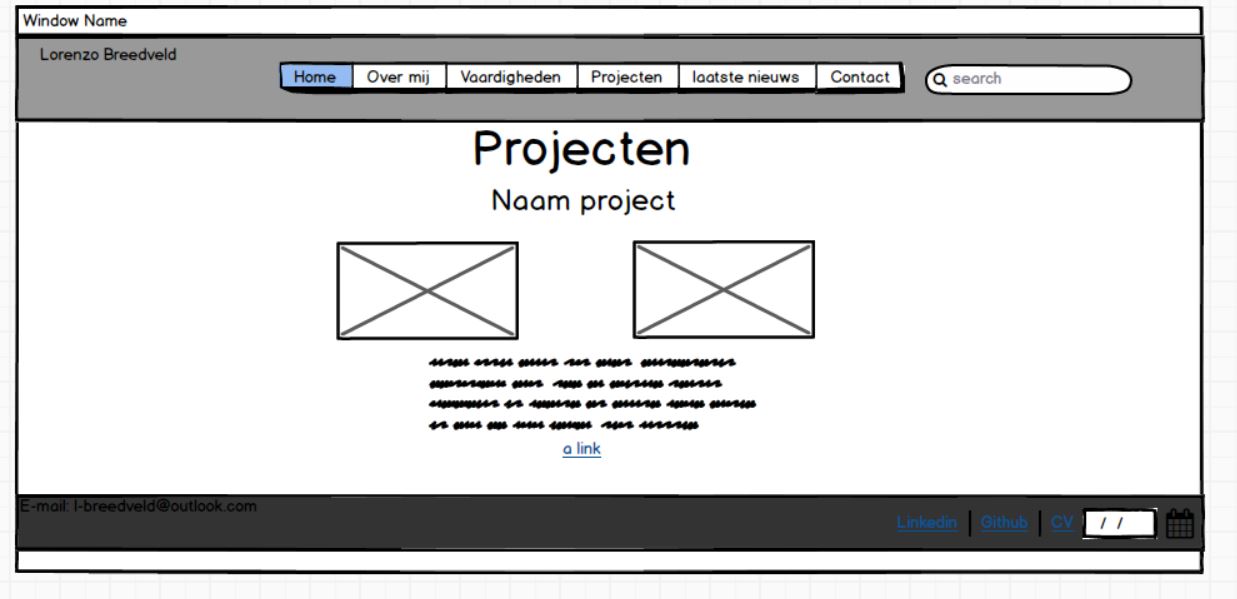 Window Name
Lorenzo Breedveld
Home Over mij Vaardigheden Projecten laatste nieuws Contact
search
Projecten
Naam project
a link
E-mail: l-breedveld@outlook.com
Linkedin Github CV / /